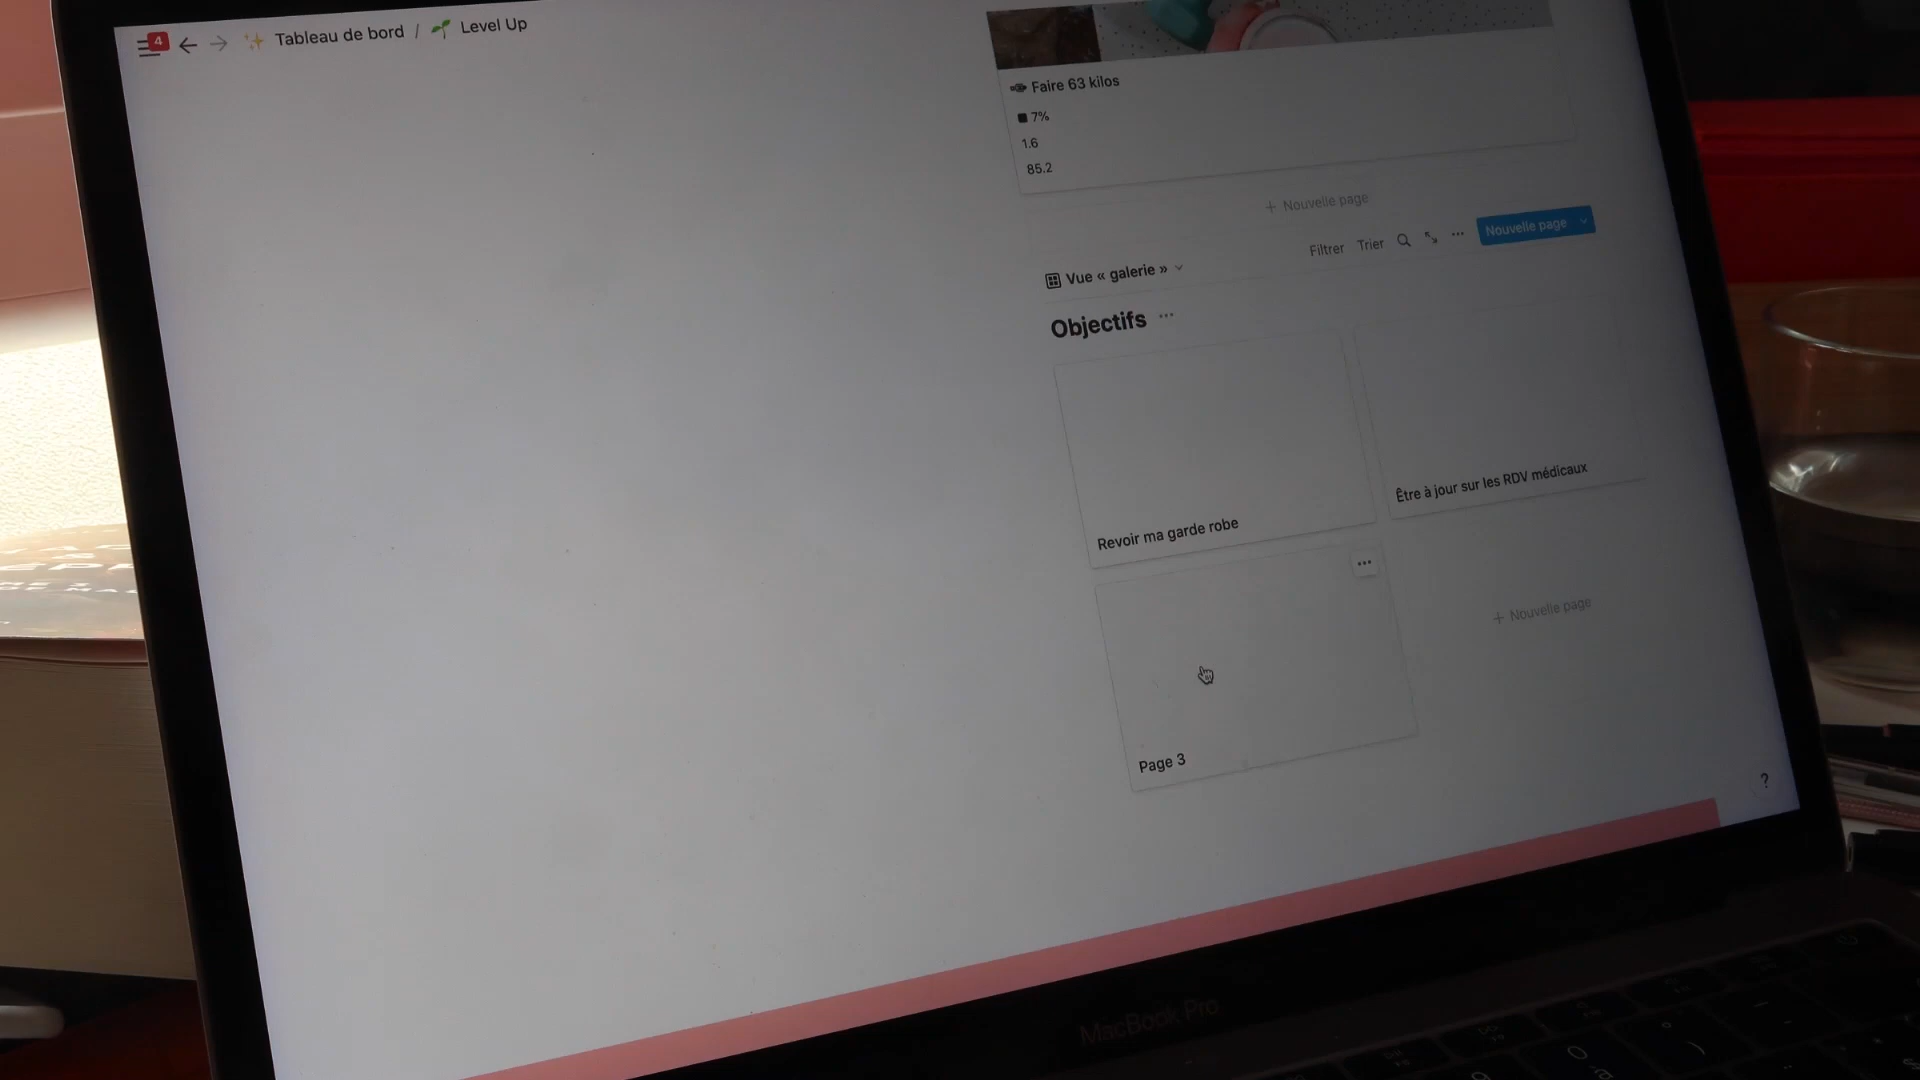 4
Tableau de bord / Level Up
Faire 63 kilos
7%
1.6
85.2
+ Nouvelle page
Filtrer Trier
Nouvelle page
Vue « galerie »
Objectifs
Revoir ma garde robe
Être à jour sur les RDV médicaux
+ Nouvelle page
Page 3
?
MacBook Pro